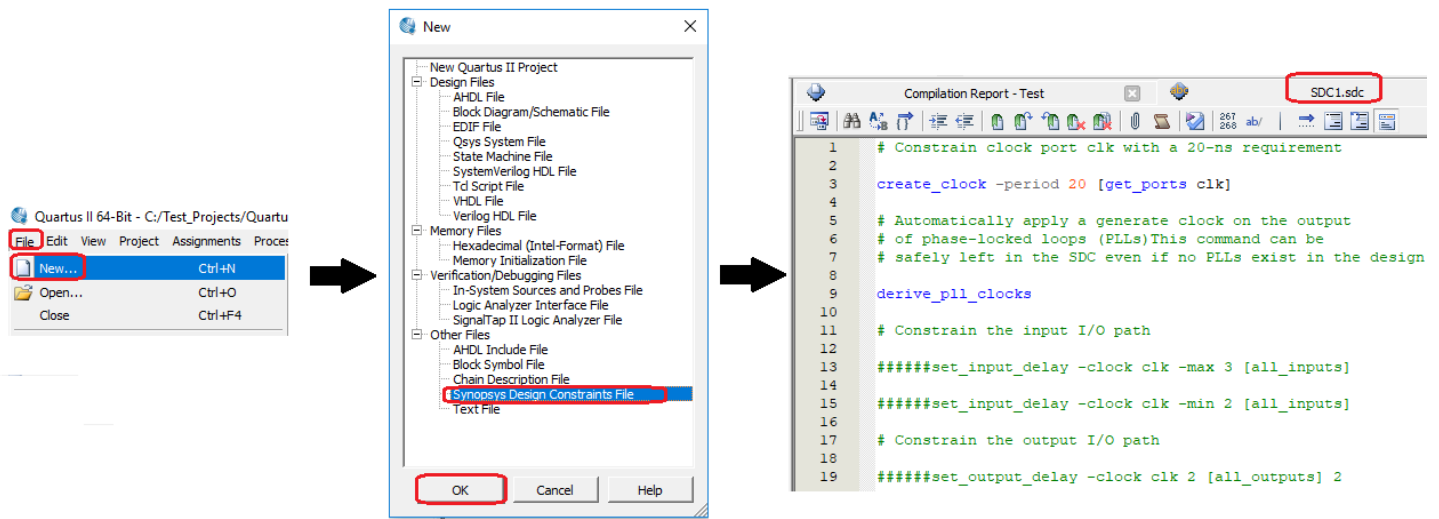 Quartus II 64-Bit - C:/Test_Projects/Quartu
File Edit View Project Assignments Proces
New... Ctrl+N
Open... Ctrl+O
Close Ctrl+F4
New
New Quartus II Project
Design Files
AHDL File
Block Diagram/Schematic File
EDIF File
Qsys System File
State Machine File
SystemVerilog HDL File
Tcl Script File
VHDL File
Verilog HDL File
Memory Files
Hexadecimal (Intel-Format) File
Memory Initialization File
Verification/Debugging Files
In-System Sources and Probes File
Logic Analyzer Interface File
SignalTap II Logic Analyzer File
Other Files
AHDL Include File
Block Symbol File
Chain Description File
Synopsys Design Constraints File
Text File
OK Cancel Help
Compilation Report - Test abc SDC1.sdc
267
268 ab/
1 # Constrain clock port clk with a 20-ns requirement
2
3 create_clock -period 20 [get_ports clk]
4
5 # Automatically apply a generate clock on the output
6 # of phase-locked loops (PLLs)This command can be
7 # safely left in the SDC even if no PLLs exist in the design
8
9 derive_pll_clocks
10
11 # Constrain the input I/O path
12
13 ######set_input_delay -clock clk -max 3 [all_inputs]
14
15 ######set_input_delay -clock clk -min 2 [all_inputs]
16
17 # Constrain the output I/O path
18
19 ######set_output_delay -clock clk 2 [all_outputs] 2